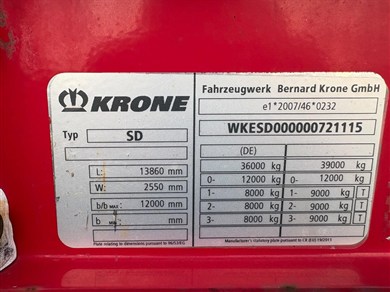 KRONE
Typ SD
L: 13860 mm
W: 2550 mm
b/b MAX: 12000 mm
b MIN: mm
Fahrzeugwerk Bernard Krone GmbH
e1*2007/46*0232
WKESD000000721115
(DE)
36000 kg 39000 kg
0- 12000 kg 0- 12000 kg
1- 8000 kg 1- 9000 kg T
2- 8000 kg 2- 9000 kg T
3- 8000 kg 3- 9000 kg T